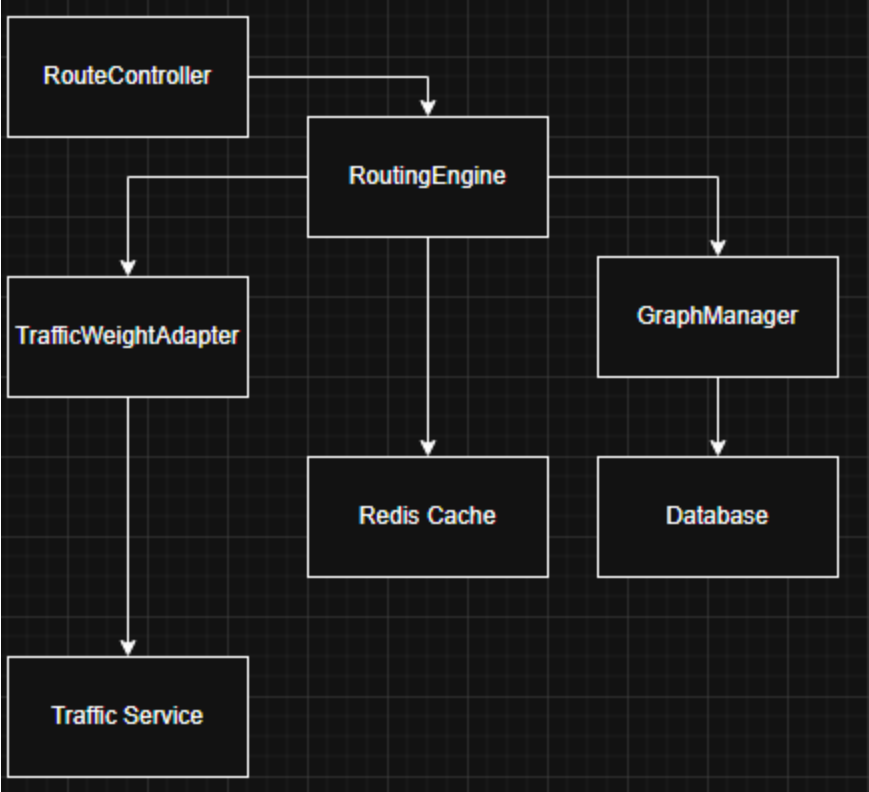 RouteController
RoutingEngine
TrafficWeightAdapter
GraphManager
Redis Cache
Database
Traffic Service